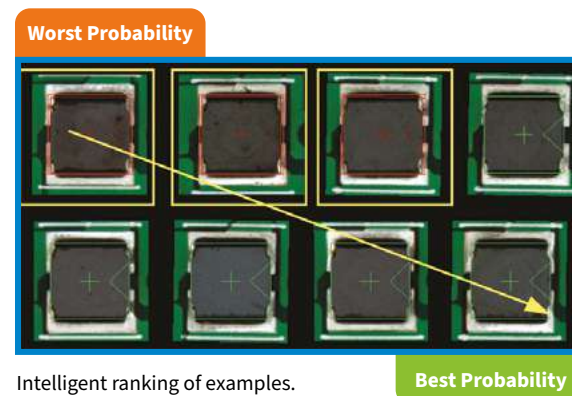 Worst Probability
Intelligent ranking of examples.
Best Probability